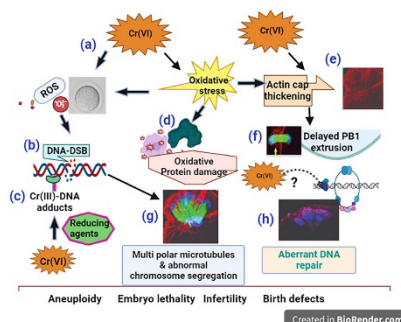 Cr(VI)
Cr(VI)
(a)
(e)
ROS
O₂
Oxidative
stress
Actin cap
thickening
(d)
(b)
DNA-DSB
(f)
Delayed PB1
extrusion
Oxidative
Protein damage
(c)
Cr(III)-DNA
adducts
Cr(VI)
?
(g)
(h)
Reducing
agents
Cr(VI)
Multi polar microtubules
& abnormal
chromosome segregation
Aberrant DNA
repair
Aneuploidy Embryo lethality Infertility Birth defects
Created in BioRender.com